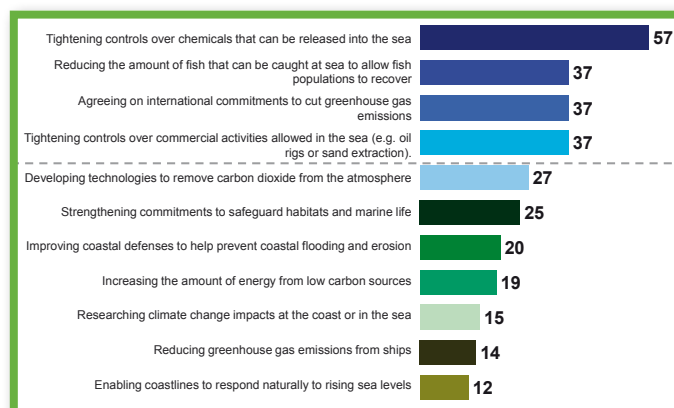 Tightening controls over chemicals that can be released into the sea 57
Reducing the amount of fish that can be caught at sea to allow fish
populations to recover 37
Agreeing on international commitments to cut greenhouse gas
emissions 37
Tightening controls over commercial activities allowed in the sea (e.g. oil
rigs or sand extraction). 37
Developing technologies to remove carbon dioxide from the atmosphere 27
Strengthening commitments to safeguard habitats and marine life 25
Improving coastal defenses to help prevent coastal flooding and erosion 20
Increasing the amount of energy from low carbon sources 19
Researching climate change impacts at the coast or in the sea 15
Reducing greenhouse gas emissions from ships 14
Enabling coastlines to respond naturally to rising sea levels 12